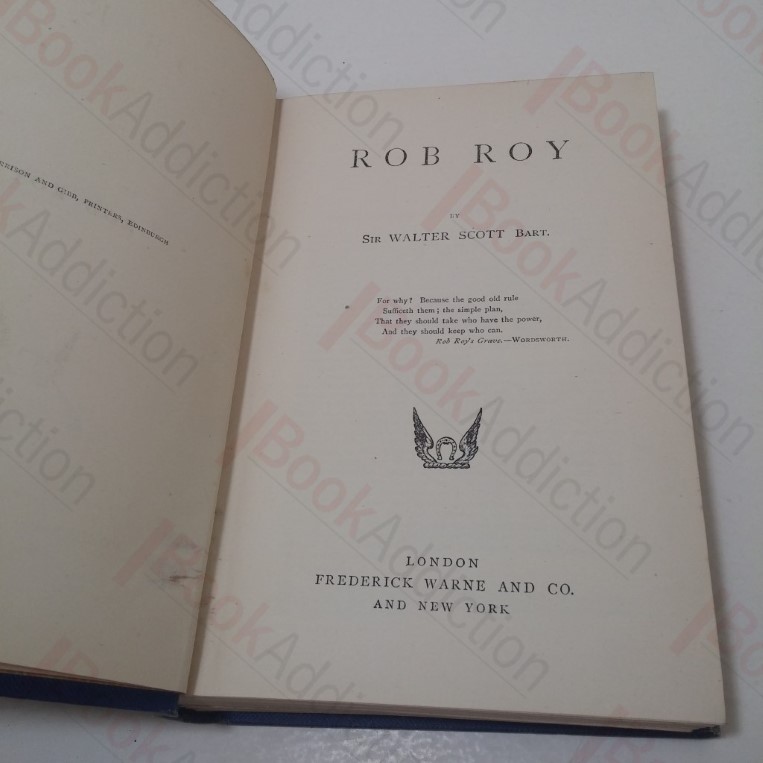 RRISON AND GIBB, PRINTERS, EDINBURGH
ROB ROY
BY
SIR WALTER SCOTT BART.
For why? Because the good old rule
Sufficeth them; the simple plan,
That they should take who have the power,
And they should keep who can.
Rob Roy's Grave.—WORDSWORTH.
LONDON
FREDERICK WARNE AND CO.
AND NEW YORK
BookAddiction